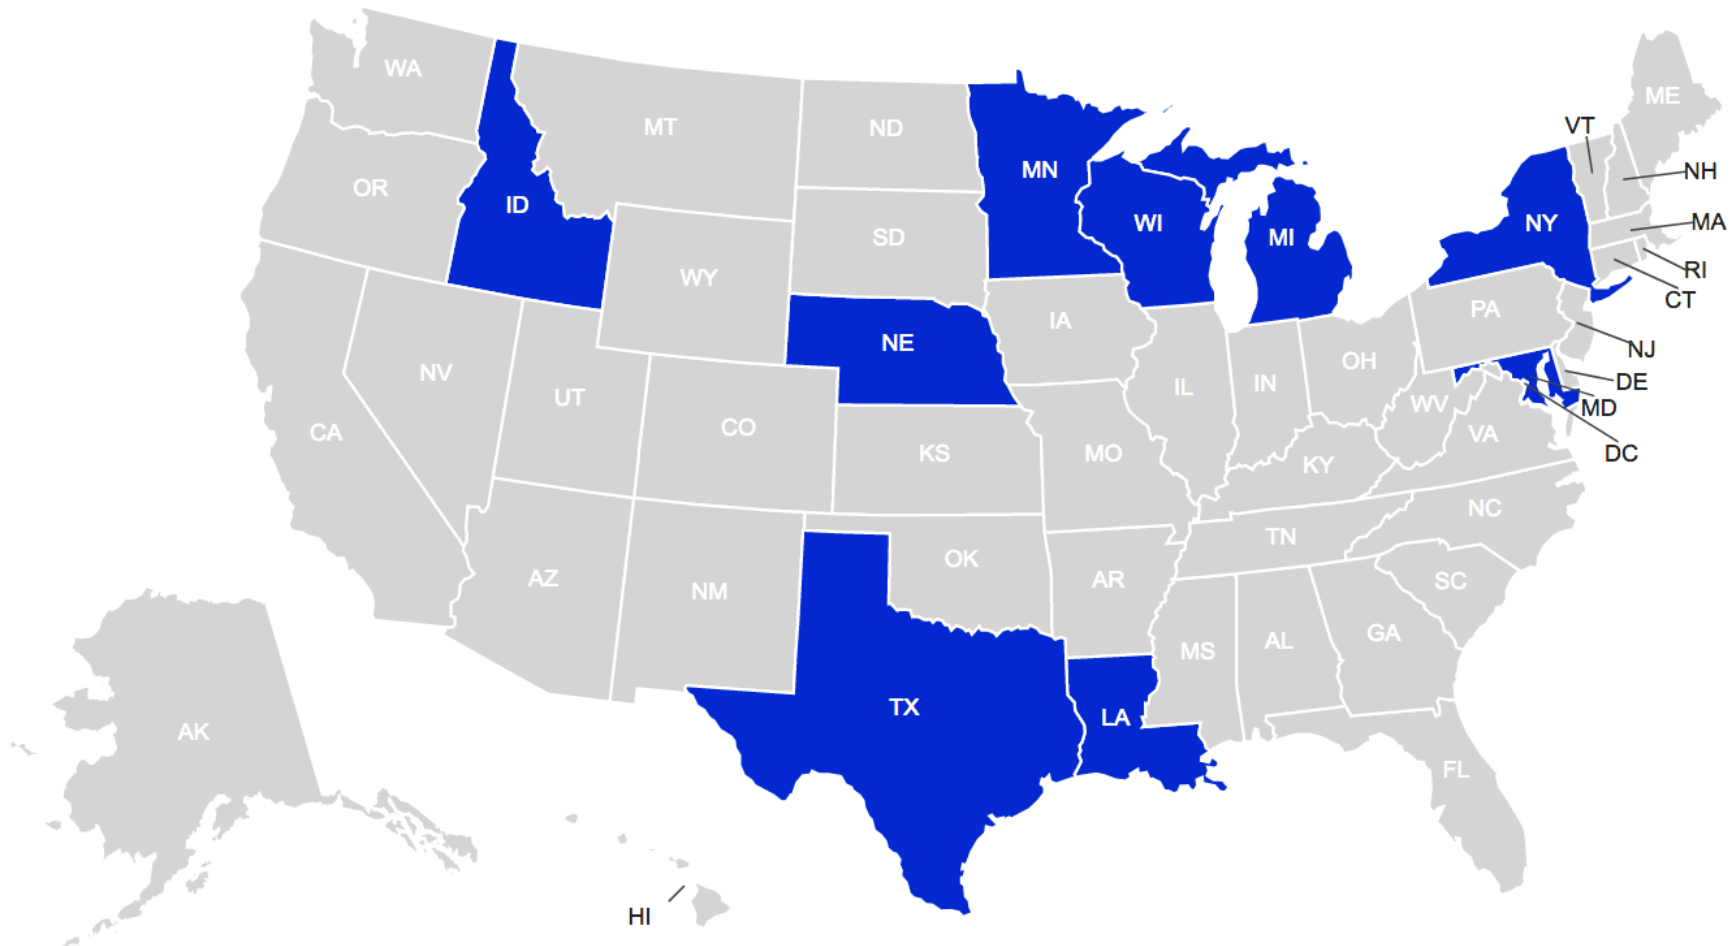 WA
ME
VT
MT
ND
MN
NH
OR
ID
WI
MI
NY
MA
SD
RI
WY
CT
IA
PA
NE
NJ
NV
UT
IL
IN
OH
DE
MD
CA
CO
WV
VA
KS
MO
KY
DC
NC
TN
AZ
NM
OK
AR
SC
MS
AL
GA
AK
TX
LA
FL
HI